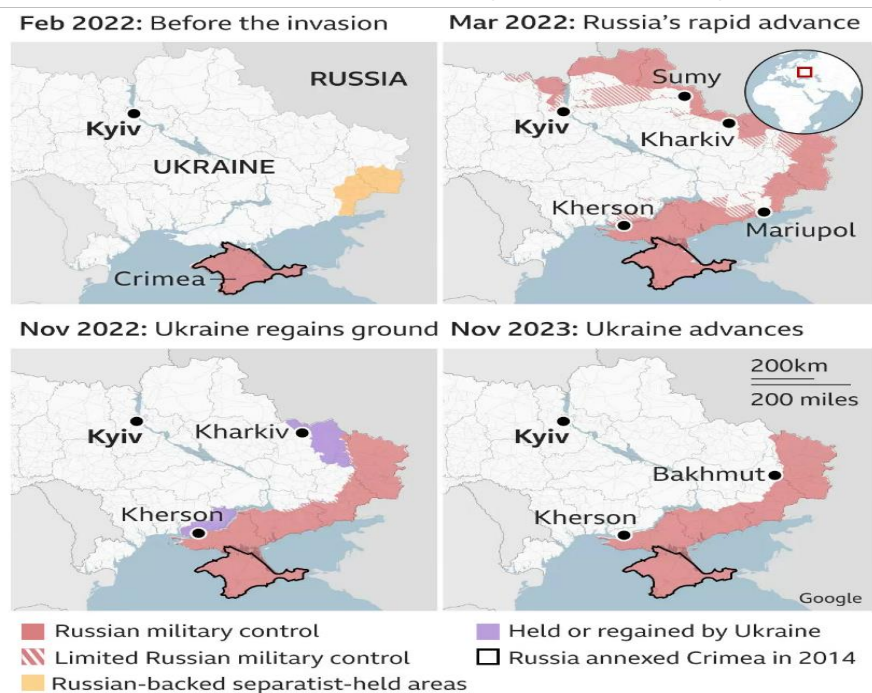 Feb 2022: Before the invasion
RUSSIA
Kyiv
UKRAINE
Crimea
Mar 2022: Russia’s rapid advance
Sumy
Kyiv
Kharkiv
Kherson
Mariupol
Nov 2022: Ukraine regains ground
Kyiv
Kharkiv
Kherson
Nov 2023: Ukraine advances
200km
200 miles
Kyiv
Bakhmut
Kherson
Google
Russian military control
Limited Russian military control
Russian-backed separatist-held areas
Held or regained by Ukraine
Russia annexed Crimea in 2014